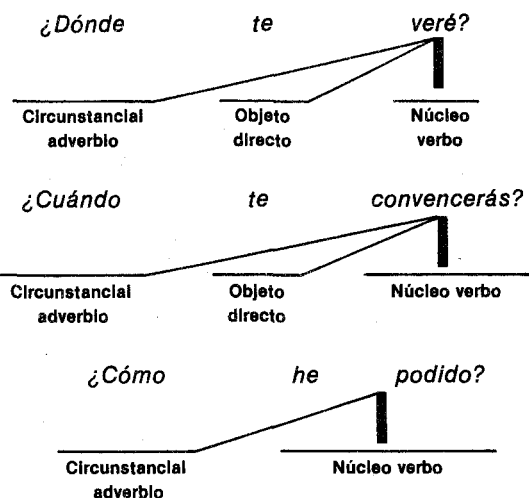 ¿Dónde te veré?
Circunstancial Objeto Núcleo
adverbio directo verbo
¿Cuándo te convencerás?
Circunstancial Objeto Núcleo verbo
adverbio directo
¿Cómo he podido?
Circunstancial Núcleo verbo
adverbio